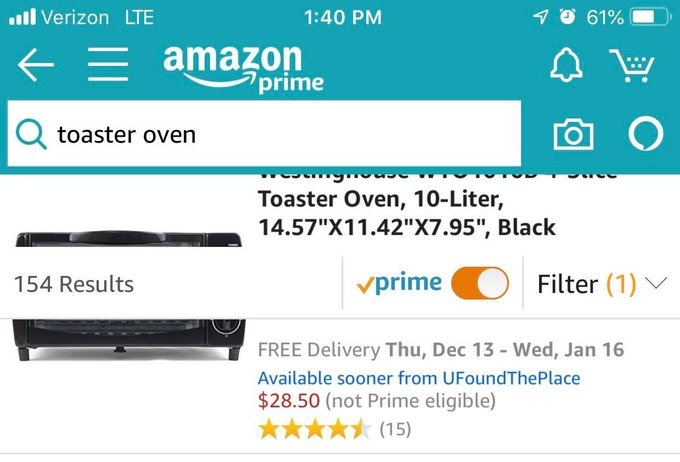 Verizon LTE 1:40 PM 61%
amazon
prime
toaster oven
Toaster Oven, 10-Liter,
14.57"X11.42"X7.95", Black
154 Results
prime
Filter (1)
FREE Delivery Thu, Dec 13 - Wed, Jan 16
Available sooner from UFoundThePlace
$28.50 (not Prime eligible)
(15)